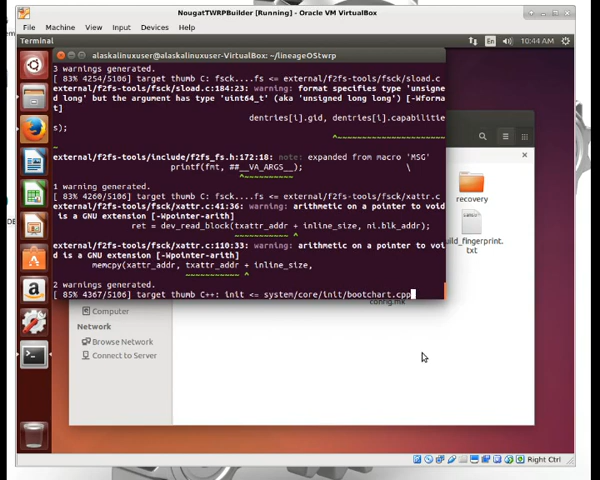 NougatTWRPBuilder [Running] - Oracle VM VirtualBox
File Machine View Input Devices Help
Terminal
En
10:44 AM
alaskalinuxuser@alaskalinuxuser-VirtualBox: ~/lineageOStwrp
3 warnings generated.
[ 83% 4254/5106] target thumb C: fsck....fs <= external/f2fs-tools/fsck/sload.c
external/f2fs-tools/fsck/sload.c:184:23: warning: format specifies type 'unsigne
d long' but the argument has type 'uint64_t' (aka 'unsigned long long') [-Wforma
t]
dentries[i].gid, dentries[i].capabilitie
s);
^~~~~~~~~~~~~~~~~~~~~~~
~
external/f2fs-tools/include/f2fs_fs.h:172:18: note: expanded from macro 'MSG'
printf(fmt, ##__VA_ARGS__); \
^~~~~~~~~~~
1 warning generated.
[ 83% 4260/5106] target thumb C: fsck....fs <= external/f2fs-tools/fsck/xattr.c
external/f2fs-tools/fsck/xattr.c:41:36: warning: arithmetic on a pointer to voi
d is a GNU extension [-Wpointer-arith]
ret = dev_read_block(txattr_addr + inline_size, ni.blk_addr);
~~~~~~~~~~~ ^
external/f2fs-tools/fsck/xattr.c:110:33: warning: arithmetic on a pointer to voi
d is a GNU extension [-Wpointer-arith]
memcpy(xattr_addr, txattr_addr + inline_size,
~~~~~~~~~~~ ^
2 warnings generated.
[ 85% 4367/5106] target thumb C++: init <= system/core/init/bootchart.cpp
recovery
ild_fingerprint.
txt
config.mk
Computer
Network
Browse Network
Connect to Server
Right Ctrl